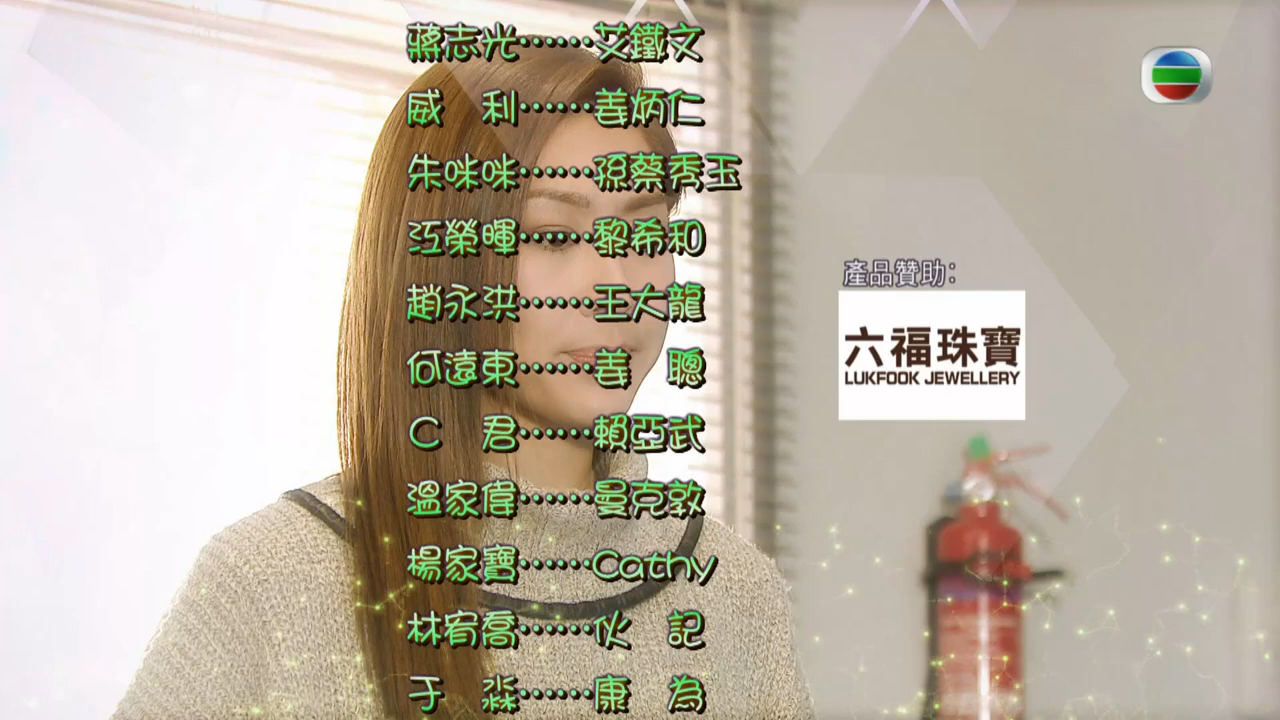 蔣志光……艾鐵文
威　利……姜炳仁
朱咪咪……孫蔡秀玉
江榮暉……黎希和
趙永洪……王大龍
何遠東……姜　聰
C　君……賴亞武
溫家偉……曼克敦
楊家寶……Cathy
林宥喬……伙　記
于　淼……康　為
產品贊助：
六福珠寶
LUKFOOK JEWELLERY